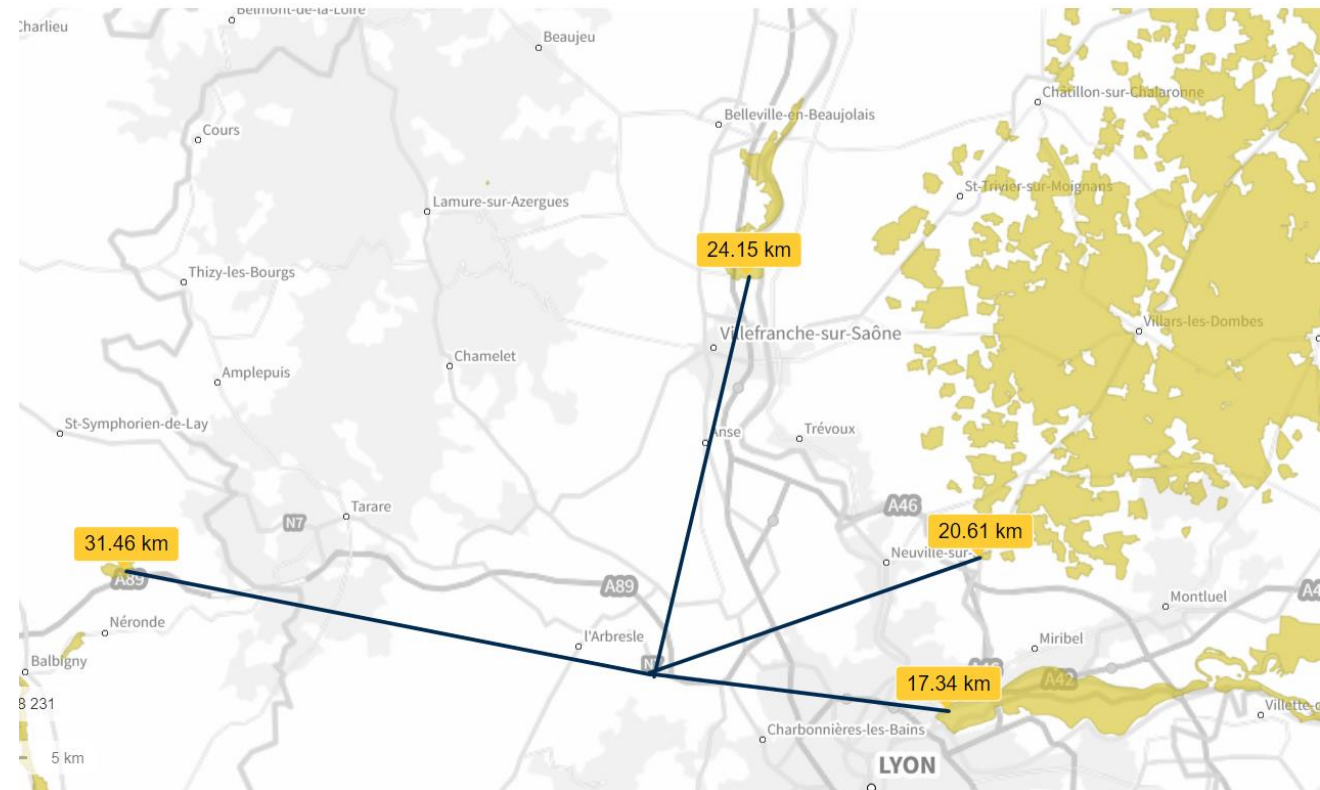 Charlieu
Belmont-de-la-Loire
Beaujeu
Châtillon-sur-Chalaronne
Belleville-en-Beaujolais
Cours
St-Trivier-sur-Moignans
Lamure-sur-Azergues
24.15 km
Thizy-les-Bourgs
Villars-les-Dombes
Villefranche-sur-Saône
Chamelet
Amplepuis
St-Symphorien-de-Lay
Anse
Trévoux
Tarare
A46
N7
20.61 km
31.46 km
Neuville-sur-
A89
A89
Montluel
Néronde
l'Arbresle
Miribel
Balbigny
A42
17.34 km
8 231
Charbonnières-les-Bains
5 km
LYON